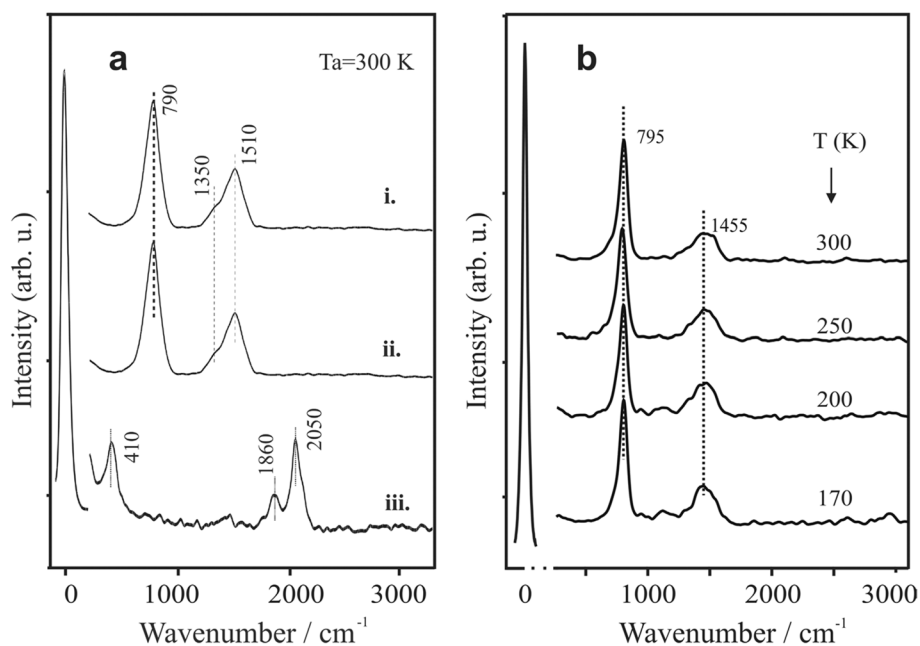 a
Ta=300 K
790
1350
1510
i.
ii.
410
1860
2050
iii.
Intensity (arb. u.)
0 1000 2000 3000
Wavenumber / cm-1
b
795
T (K)
1455
300
250
200
170
Intensity (arb. u.)
0 1000 2000 3000
Wavenumber / cm-1